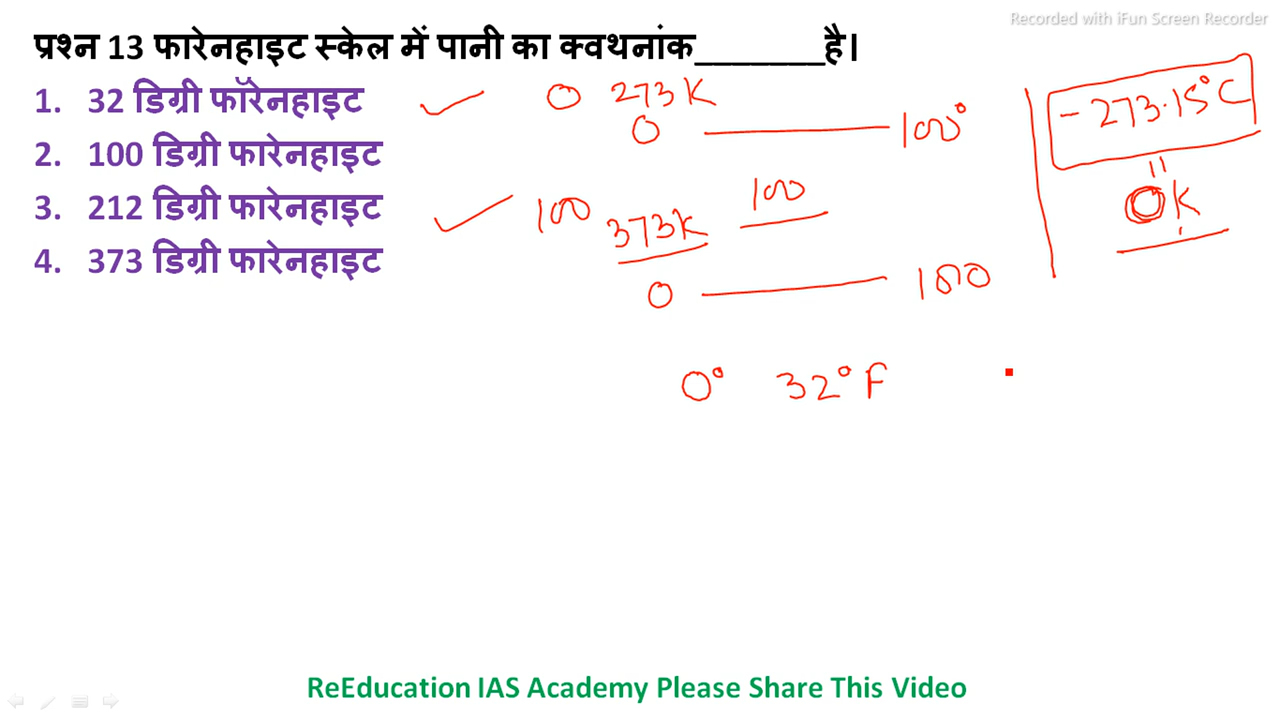 Recorded with iFun Screen Recorder
प्रश्न 13 फारेनहाइट स्केल में पानी का क्वथनांक_______है।
1. 32 डिग्री फॉरेनहाइट
2. 100 डिग्री फारेनहाइट
3. 212 डिग्री फारेनहाइट
4. 373 डिग्री फारेनहाइट
0 273K
0 100°
100 373K 100
0 100
0° 32°F
-273.15°C
=
0K
ReEducation IAS Academy Please Share This Video